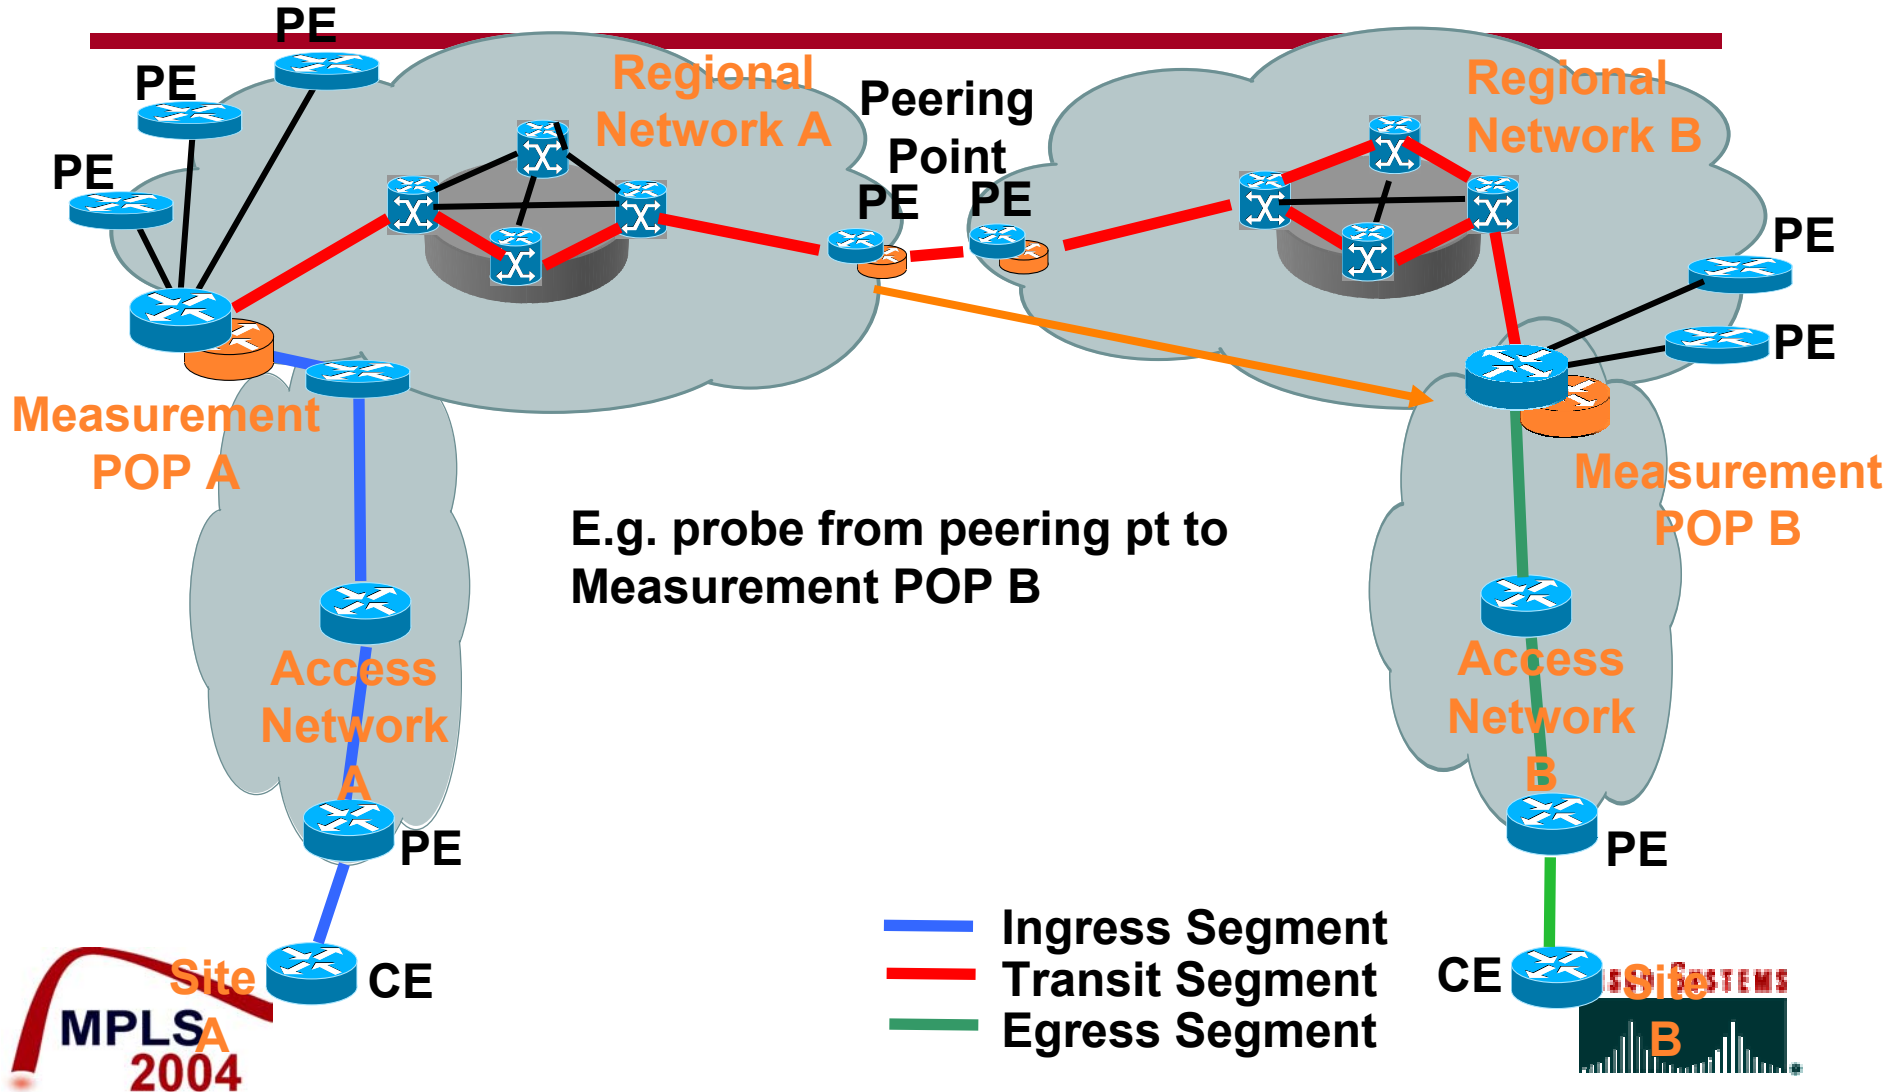 PE
PE
PE
Regional
Network A
Peering
Point
PE
PE
Regional
Network B
PE
PE
Measurement
POP A
Measurement
POP B
E.g. probe from peering pt to
Measurement POP B
Access
Network
A
Access
Network
B
PE
PE
Ingress Segment
Transit Segment
Egress Segment
Site
A
CE
CE
Site
B
MPLS
2004
SYSTEMS